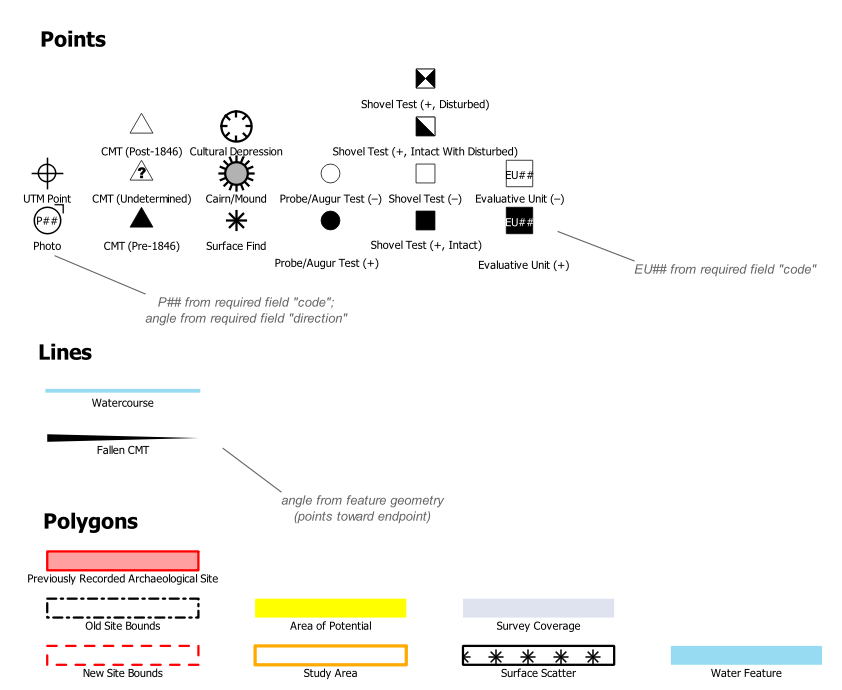 Points
Shovel Test (+, Disturbed)
CMT (Post-1846)
Cultural Depression
Shovel Test (+, Intact With Disturbed)
?
EU##
UTM Point
CMT (Undetermined)
Cairn/Mound
Probe/Augur Test (–)
Shovel Test (–)
Evaluative Unit (–)
P##
EU##
Photo
CMT (Pre-1846)
Surface Find
Probe/Augur Test (+)
Shovel Test (+, Intact)
Evaluative Unit (+)
EU## from required field "code"
P## from required field "code";
angle from required field "direction"
Lines
Watercourse
Fallen CMT
angle from feature geometry
(points toward endpoint)
Polygons
Previously Recorded Archaeological Site
Old Site Bounds
Area of Potential
Survey Coverage
New Site Bounds
Study Area
Surface Scatter
Water Feature